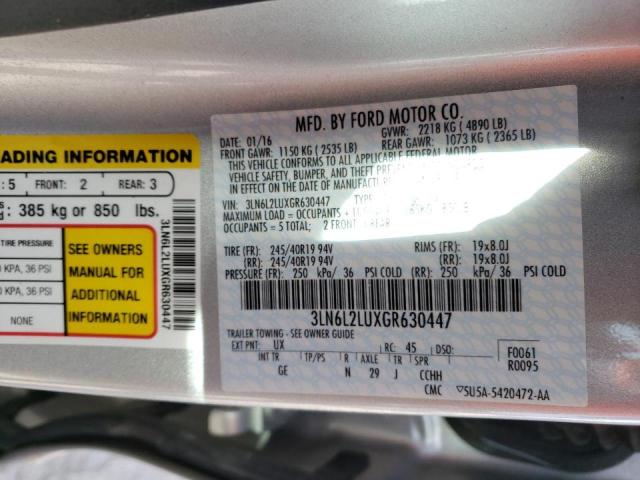 ADING INFORMATION
: 5 FRONT: 2 REAR: 3
: 385 kg or 850 lbs.
TIRE PRESSURE
0 KPA, 36 PSI
0 KPA, 36 PSI
NONE
SEE OWNERS
MANUAL FOR
ADDITIONAL
INFORMATION
3LN6L2LUXGR630447
MFD. BY FORD MOTOR CO.
DATE: 01/16 GVWR: 2218 KG ( 4890 LB)
FRONT GAWR: 1150 KG ( 2535 LB) REAR GAWR: 1073 KG ( 2365 LB)
THIS VEHICLE CONFORMS TO ALL APPLICABLE FEDERAL MOTOR
VEHICLE SAFETY, BUMPER, AND THEFT
IN EFFECT ON THE DATE OF MANUFACTURE
VIN: 3LN6L2LUXGR630447 TYPE
MAXIMUM LOAD = OCCUPANTS +
OCCUPANTS = 5 TOTAL; 2 FRONT REAR
TIRE (FR): 245/40R19 94V RIMS (FR): 19x8.0J
(RR): 245/40R19 94V (RR): 19x8.0J
PRESSURE (FR): 250 kPa/ 36 PSI COLD (RR): 250 kPa/ 36 PSI COLD
3LN6L2LUXGR630447
TRAILER TOWING - SEE OWNER GUIDE
EXT PNT: UX RC: 45 DSO: F0061
INT TR TP/PS R AXLE TR SPR R0095
GE N 29 J CCHH
CMC 5U5A-5420472-AA